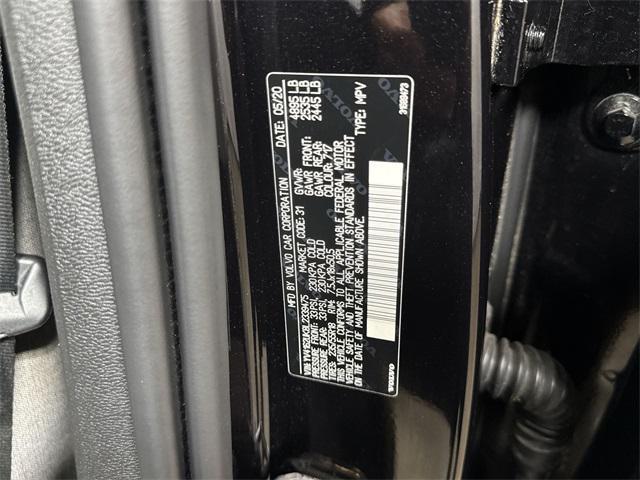 MFD BY VOLVO CAR CORPORATION DATE: 05/20
GVWR: 4895 LB
GAWR FRONT: 2535 LB
MARKET CODE: 31 GAWR REAR: 2445 LB
COLOUR: 717 TYPE: MPV
PRESSURE FRONT: 33PSI, 230KPA COLD
PRESSURE REAR: 33PSI, 230KPA COLD
TIRES: 235/55R18 RIM: 7.5JX18X50.5
THIS VEHICLE CONFORMS TO ALL APPLICABLE FEDERAL MOTOR
VEHICLE SAFETY AND THEFT PREVENTION STANDARDS IN EFFECT
ON THE DATE OF MANUFACTURE SHOWN ABOVE.
VOLVO